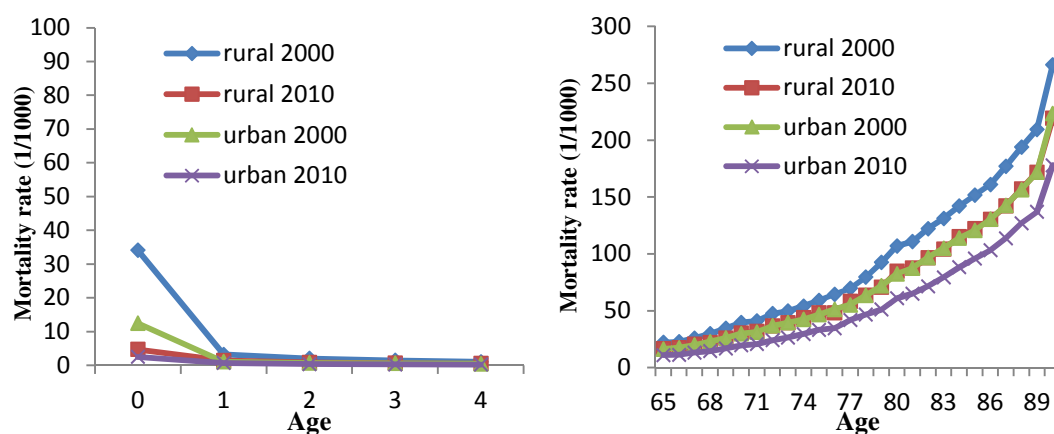 Mortality rate (1/1000)
100
90
80
70
60
50
40
30
20
10
0
rural 2000
rural 2010
urban 2000
urban 2010
0 1 2 3 4
Age
Mortality rate (1/1000)
300
250
200
150
100
50
0
rural 2000
rural 2010
urban 2000
urban 2010
65 68 71 74 77 80 83 86 89
Age